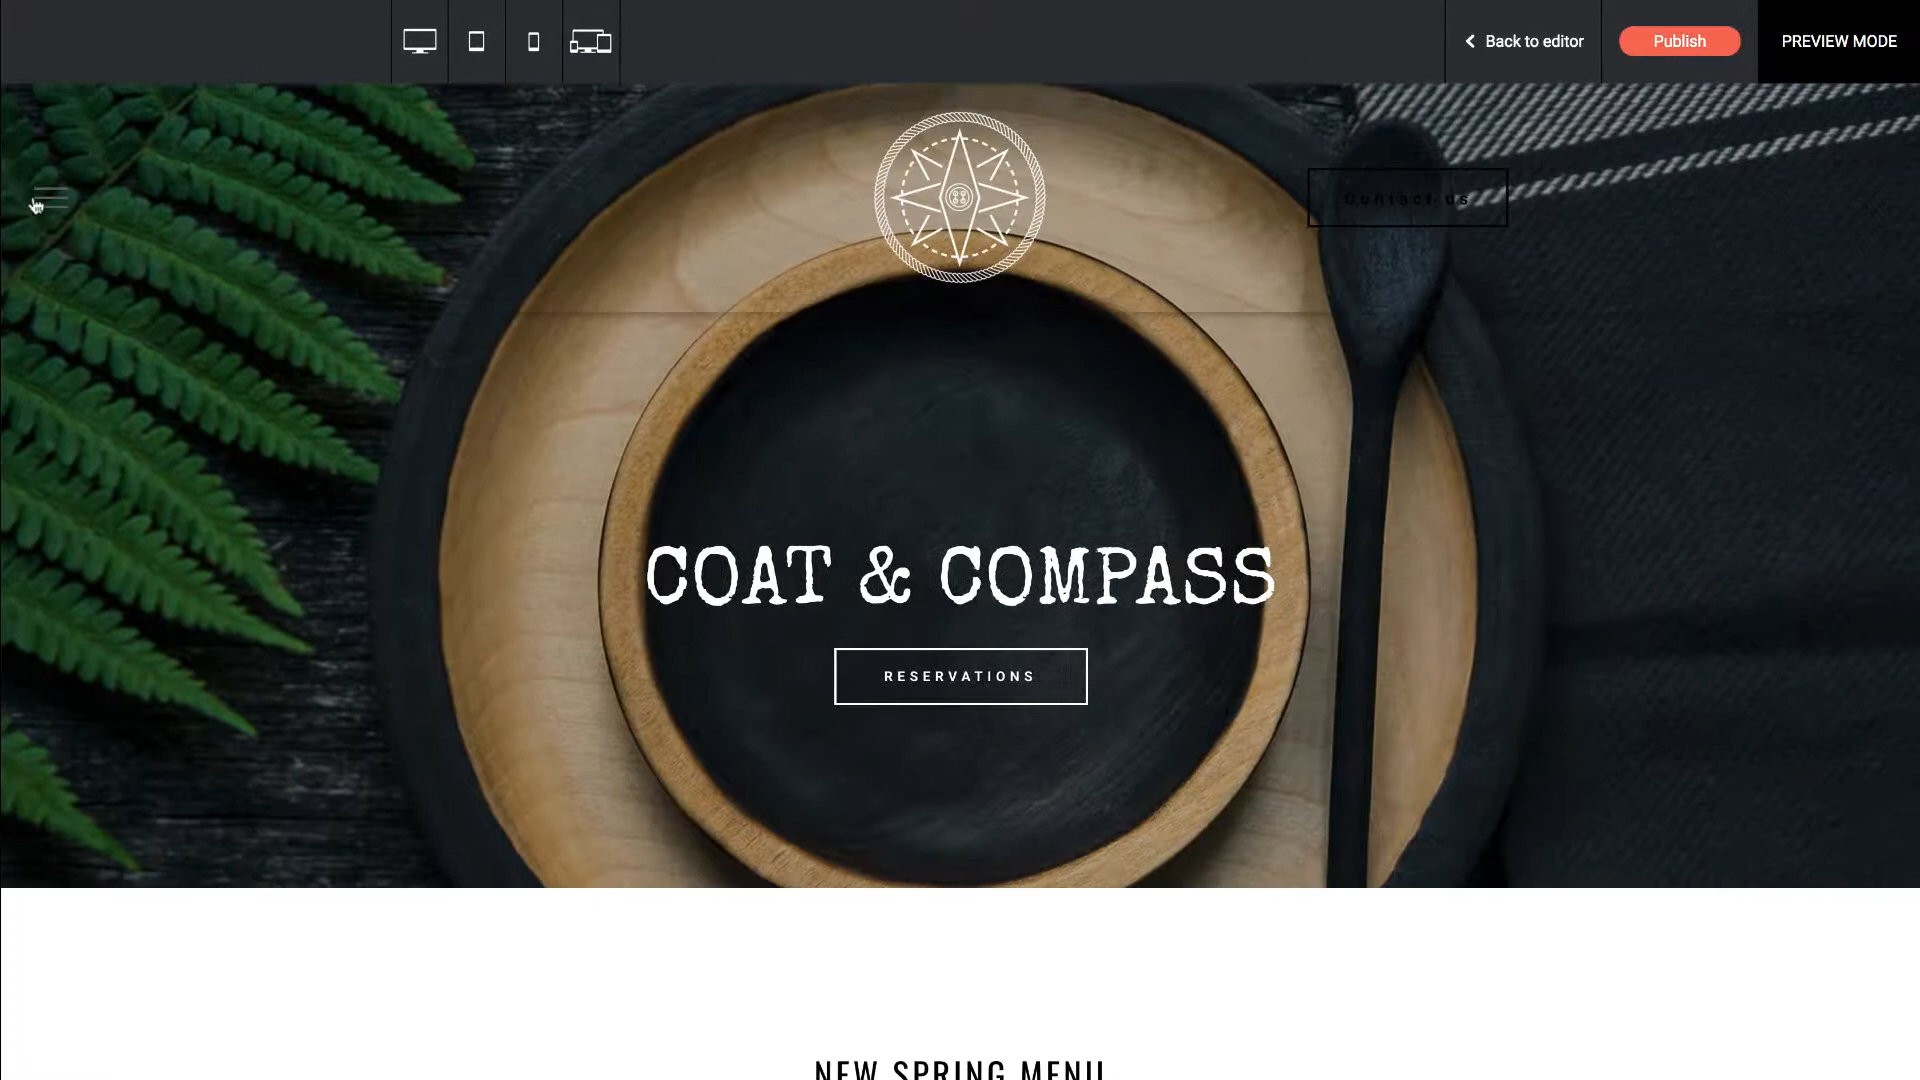 Back to editor
Publish
PREVIEW MODE
Contact us
COAT & COMPASS
RESERVATIONS
NEW SPRING MENU